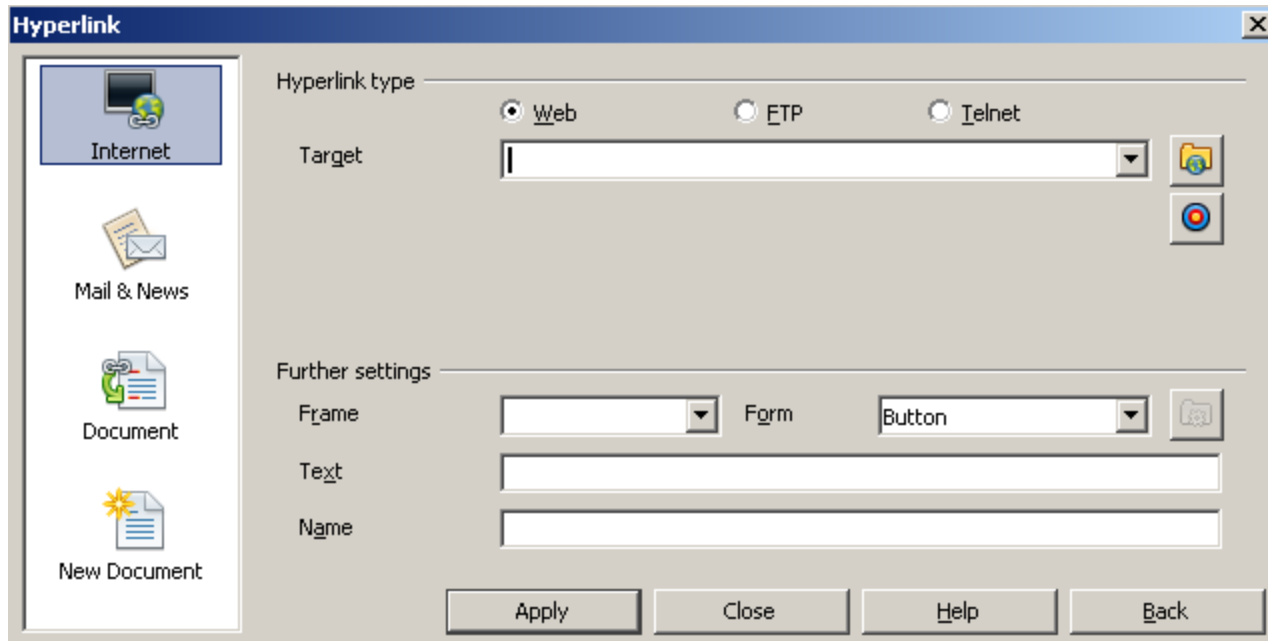 Hyperlink
Internet
Mail & News
Document
New Document
Hyperlink type
Web FTP Telnet
Target
Further settings
Frame Form Button
Text
Name
Apply Close Help Back